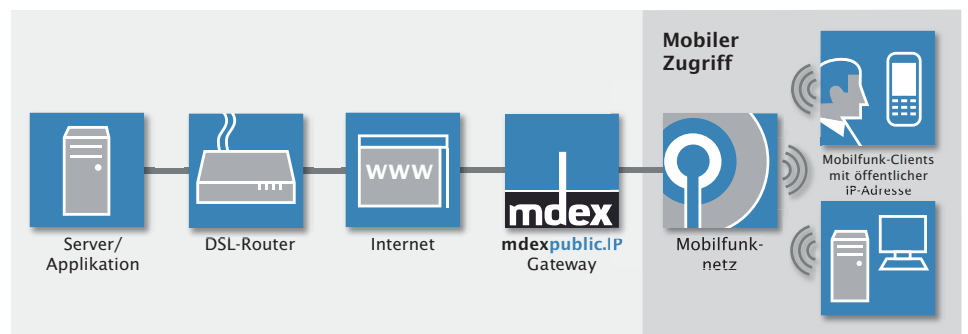 Mobiler
Zugriff
www
mdex
Server/
Applikation
DSL-Router
Internet
mdexpublic.IP
Gateway
Mobilfunk-
netz
Mobilfunk-Clients
mit öffentlicher
IP-Adresse